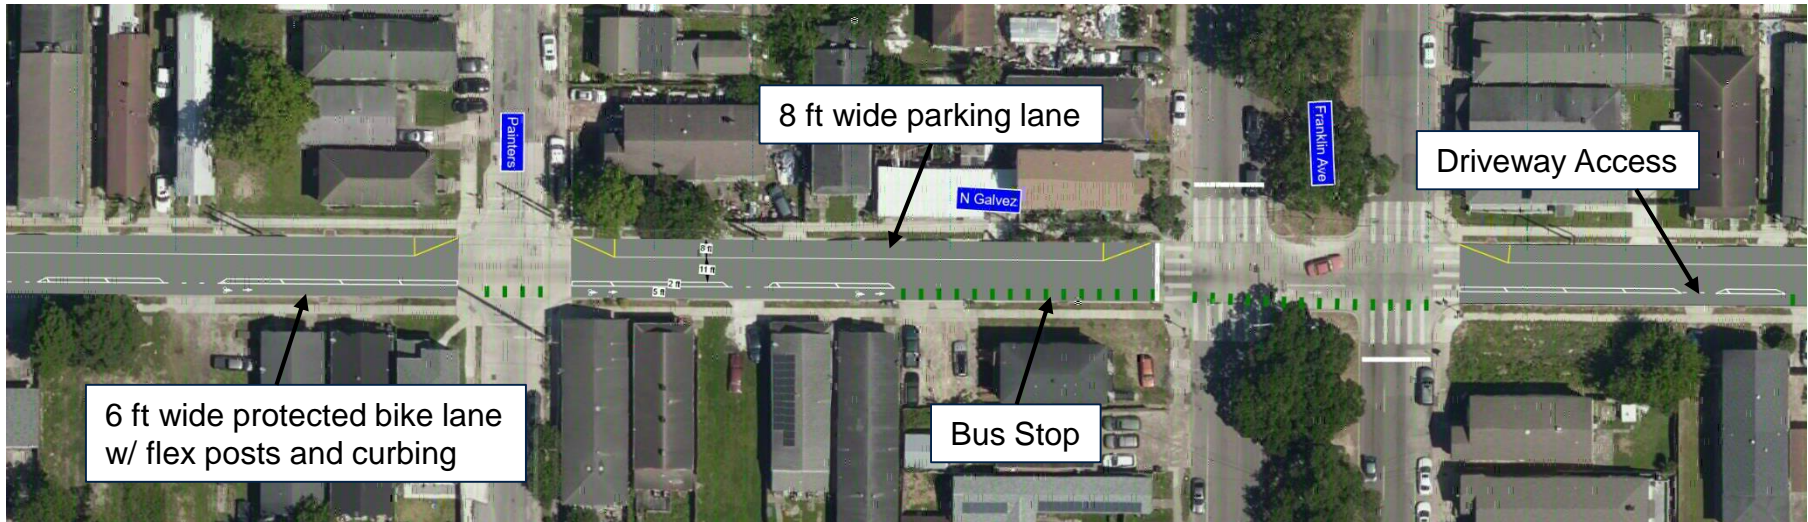 8 ft wide parking lane
Painters
Franklin Ave
Driveway Access
N Galvez
8 ft
11 ft
2 ft
5 ft
6 ft wide protected bike lane
w/ flex posts and curbing
Bus Stop